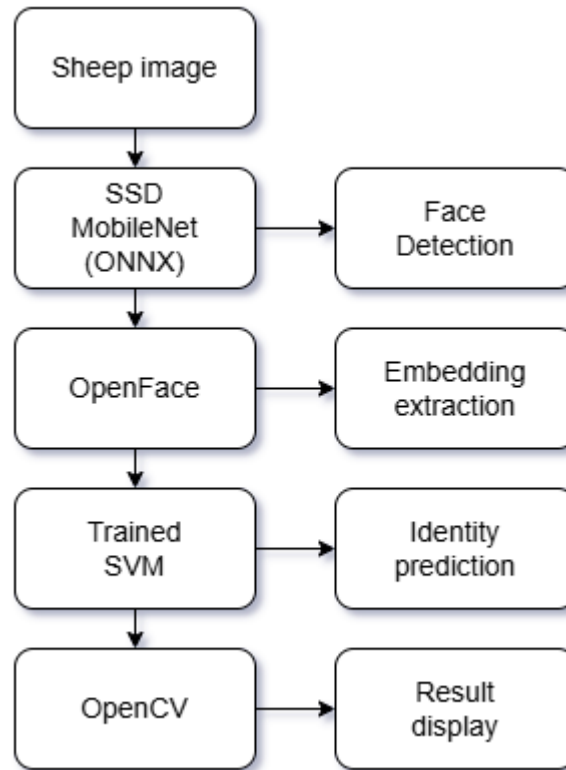 Sheep image
SSD
MobileNet
(ONNX)
Face
Detection
OpenFace
Embedding
extraction
Trained
SVM
Identity
prediction
OpenCV
Result
display